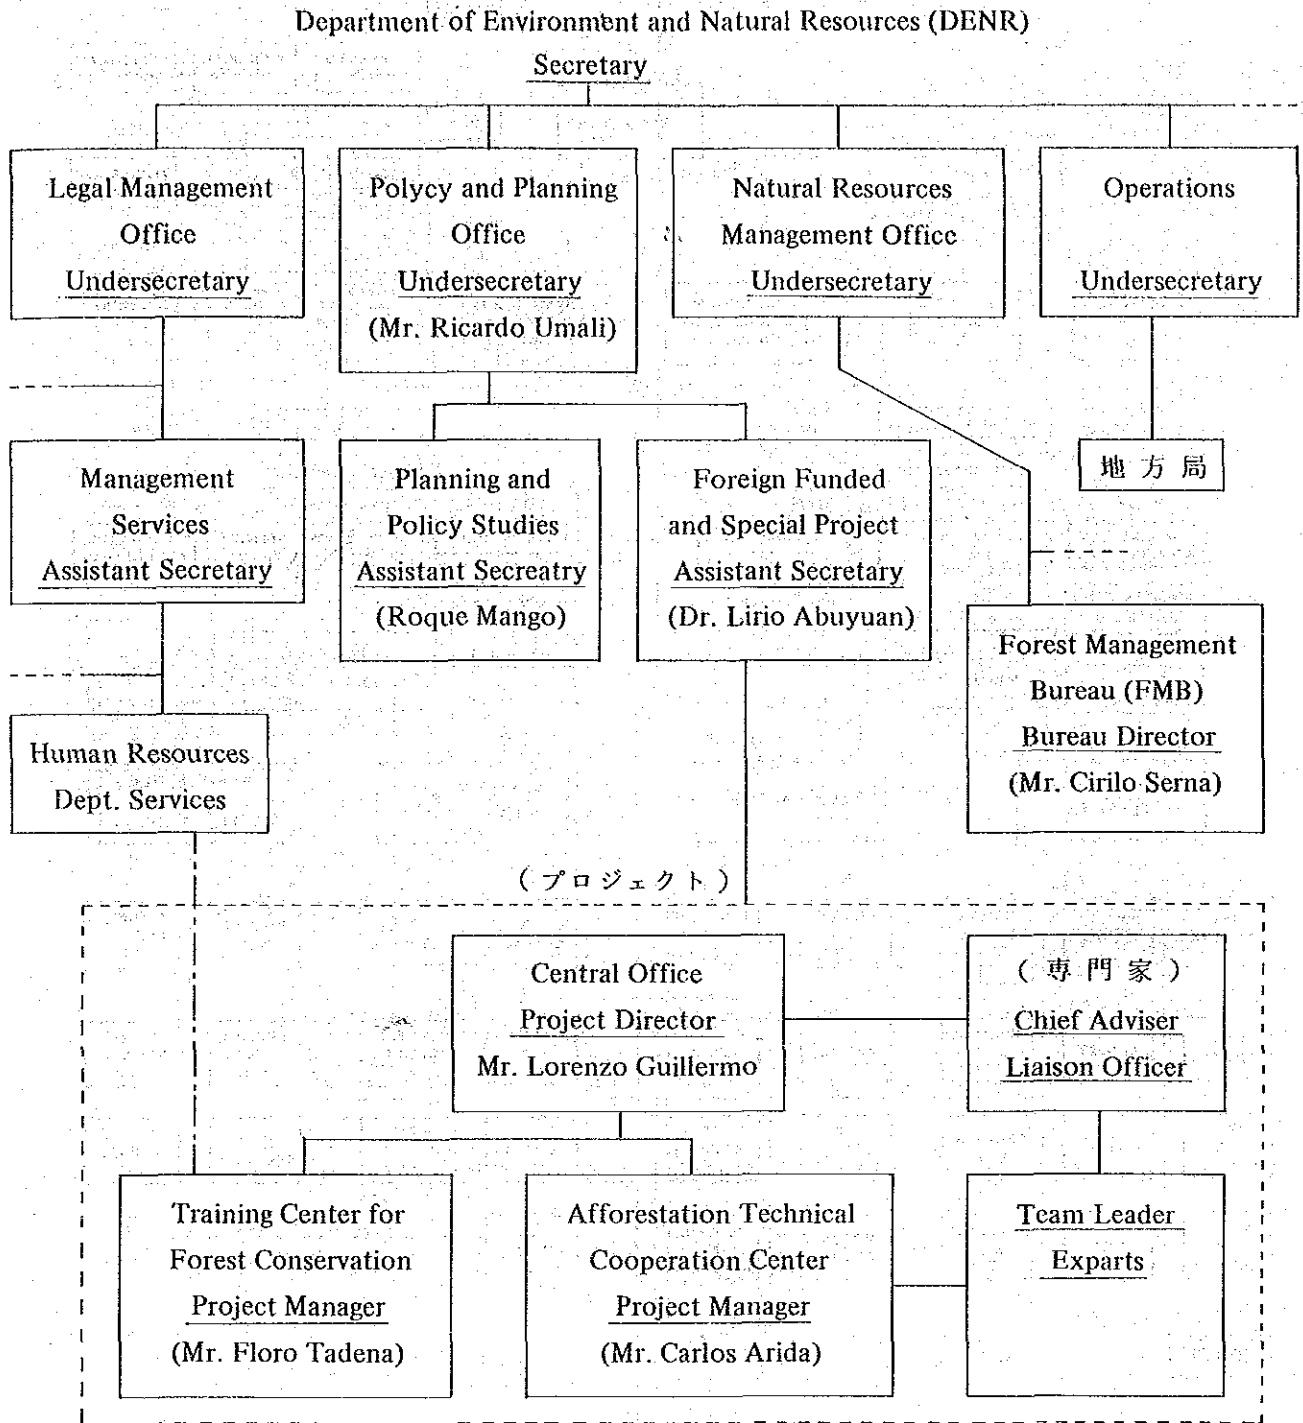 Department of Environment and Natural Resources (DENR)
Secretary
Legal Management
Office
Undersecretary
Polycy and Planning
Office
Undersecretary
(Mr. Ricardo Umali)
Natural Resources
Management Office
Undersecretary
Operations
Undersecretary
Management
Services
Assistant Secretary
Planning and
Policy Studies
Assistant Secreatry
(Roque Mango)
Foreign Funded
and Special Project
Assistant Secretary
(Dr. Lirio Abuyuan)
地方局
Forest Management
Bureau (FMB)
Bureau Director
(Mr. Cirilo Serna)
Human Resources
Dept. Services
(プロジェクト)
Central Office
Project Director
Mr. Lorenzo Guillermo
(専門家)
Chief Adviser
Liaison Officer
Training Center for
Forest Conservation
Project Manager
(Mr. Floro Tadena)
Afforestation Technical
Cooperation Center
Project Manager
(Mr. Carlos Arida)
Team Leader
Exparts